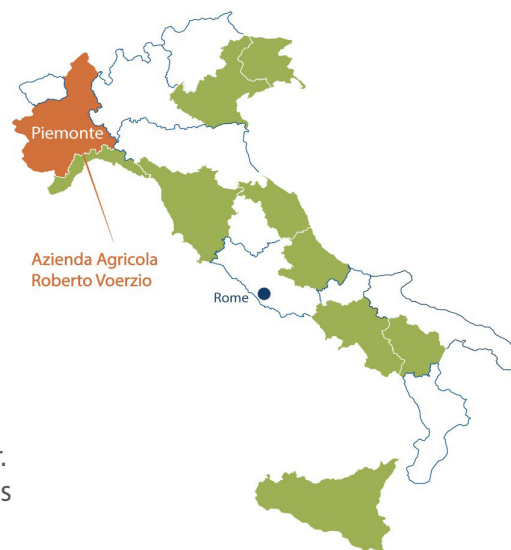 Piemonte
Azienda Agricola
Roberto Voerzio
Rome
r.
s